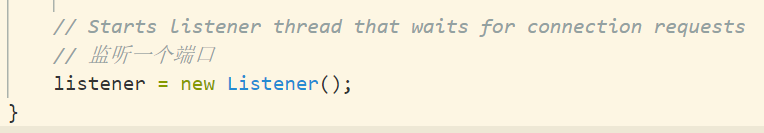 // Starts listener thread that waits for connection requests
// 监听一个端口
listener = new Listener();
}